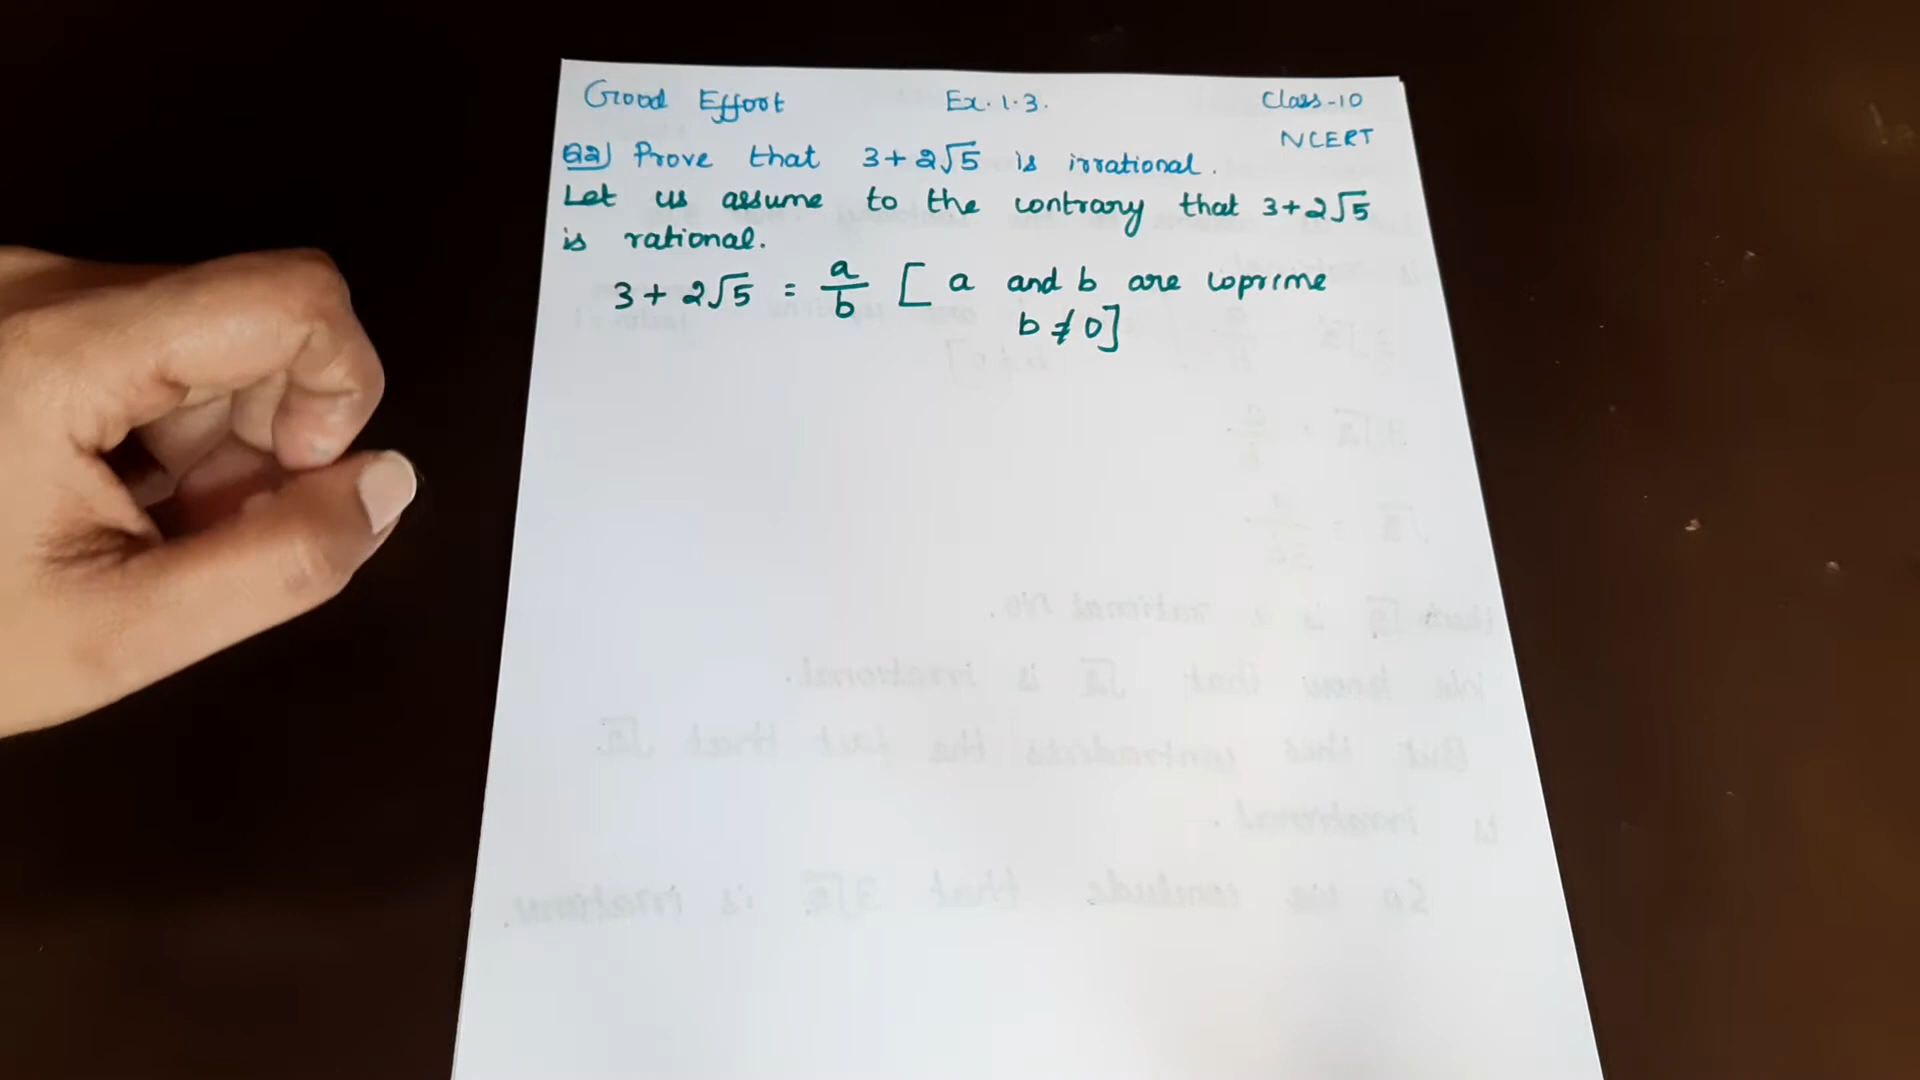 Good Effort Ex. 1.3. Class-10
NCERT
Q2) Prove that 3+2√5 is irrational.
Let us assume to the contrary that 3+2√5
is rational.
3+2√5 = a/b [ a and b are coprime
b ≠ 0]